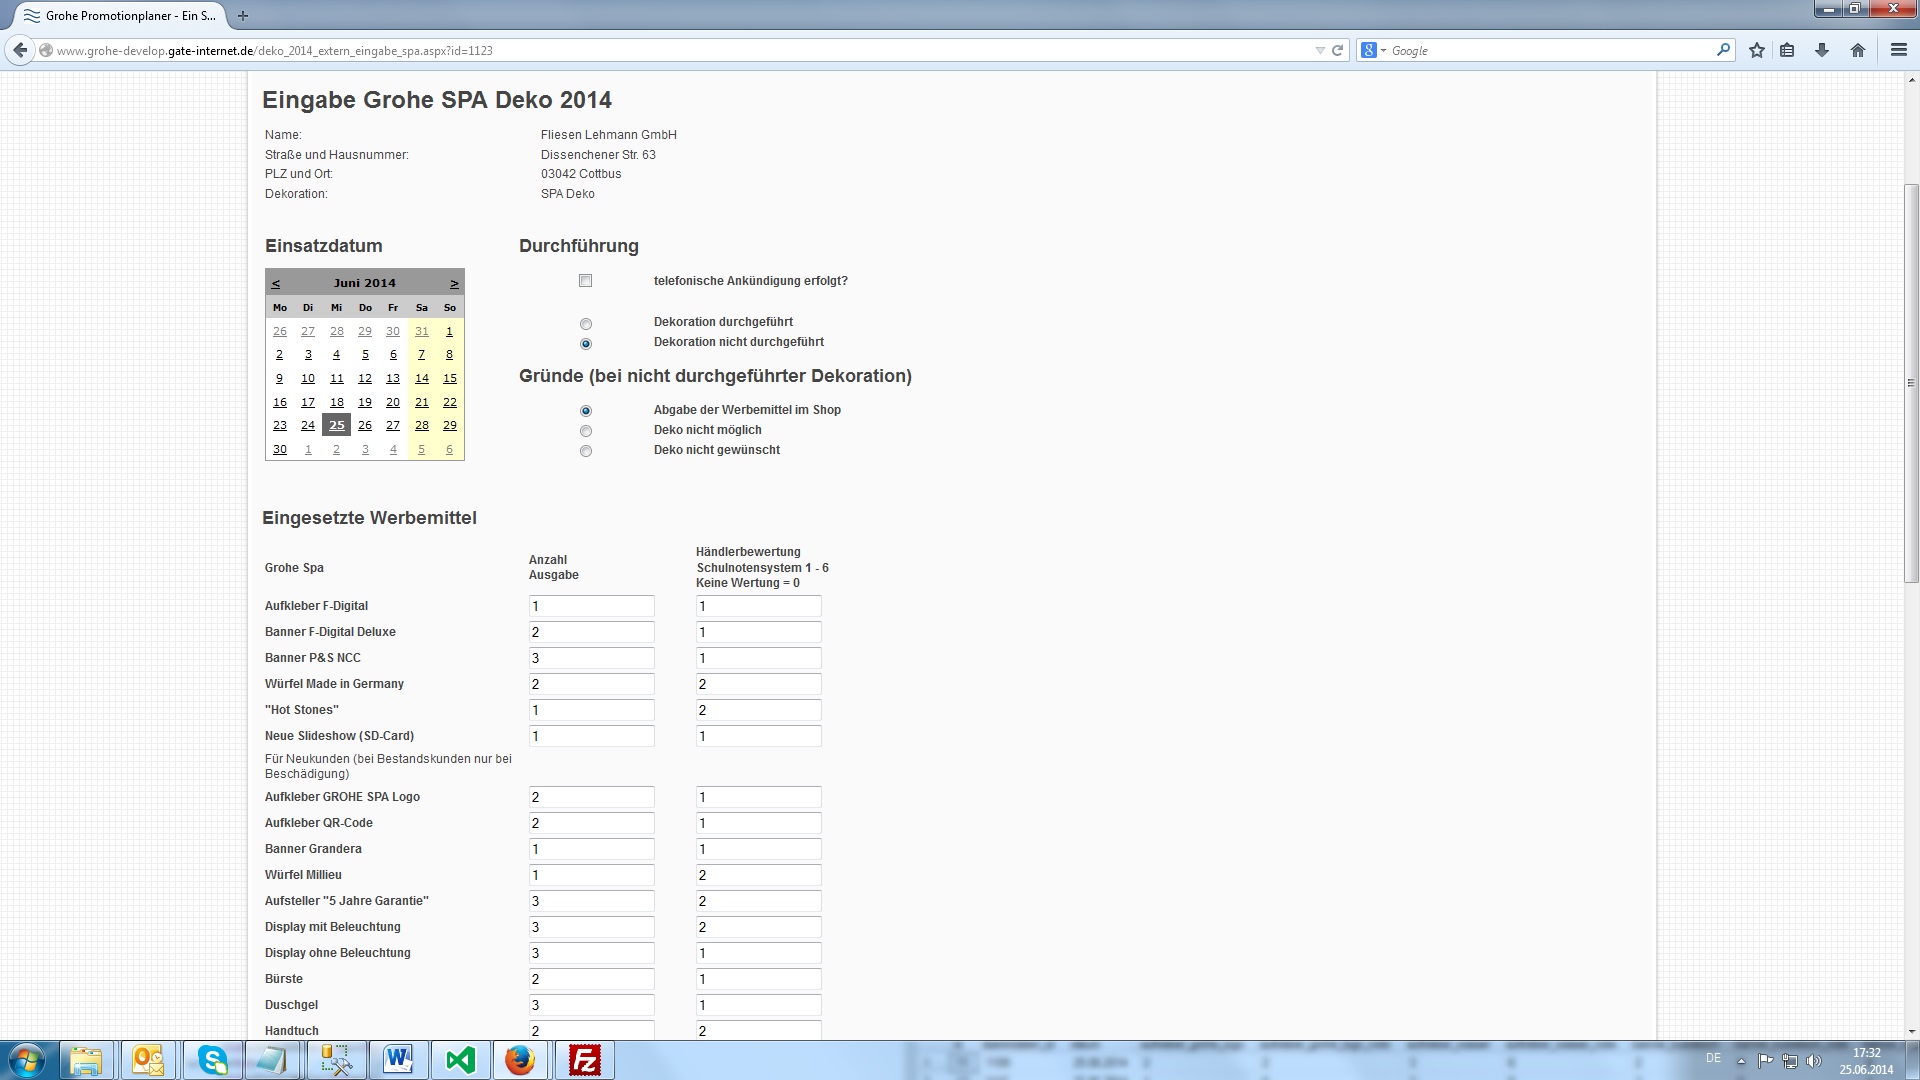 Grohe Promotionplaner - Ein S...
www.grohe-develop.gate-internet.de/deko_2014_extern_eingabe_spa.aspx?id=1123
Google
Eingabe Grohe SPA Deko 2014
Name: Fliesen Lehmann GmbH
Straße und Hausnummer: Dissenchener Str. 63
PLZ und Ort: 03042 Cottbus
Dekoration: SPA Deko
Einsatzdatum
< Juni 2014 >
Mo Di Mi Do Fr Sa So
26 27 28 29 30 31 1
2 3 4 5 6 7 8
9 10 11 12 13 14 15
16 17 18 19 20 21 22
23 24 25 26 27 28 29
30 1 2 3 4 5 6
Durchführung
telefonische Ankündigung erfolgt?
Dekoration durchgeführt
Dekoration nicht durchgeführt
Gründe (bei nicht durchgeführter Dekoration)
Abgabe der Werbemittel im Shop
Deko nicht möglich
Deko nicht gewünscht
Eingesetzte Werbemittel
Grohe Spa
Anzahl
Ausgabe
Händlerbewertung
Schulnotensystem 1 - 6
Keine Wertung = 0
Aufkleber F-Digital 1 1
Banner F-Digital Deluxe 2 1
Banner P&S NCC 3 1
Würfel Made in Germany 2 2
"Hot Stones" 1 2
Neue Slideshow (SD-Card) 1 1
Für Neukunden (bei Bestandskunden nur bei
Beschädigung)
Aufkleber GROHE SPA Logo 2 1
Aufkleber QR-Code 2 1
Banner Grandera 1 1
Würfel Millieu 1 2
Aufsteller "5 Jahre Garantie" 3 2
Display mit Beleuchtung 3 2
Display ohne Beleuchtung 3 1
Bürste 2 1
Duschgel 3 1
Handtuch 2 2
DE
17:32
25.06.2014